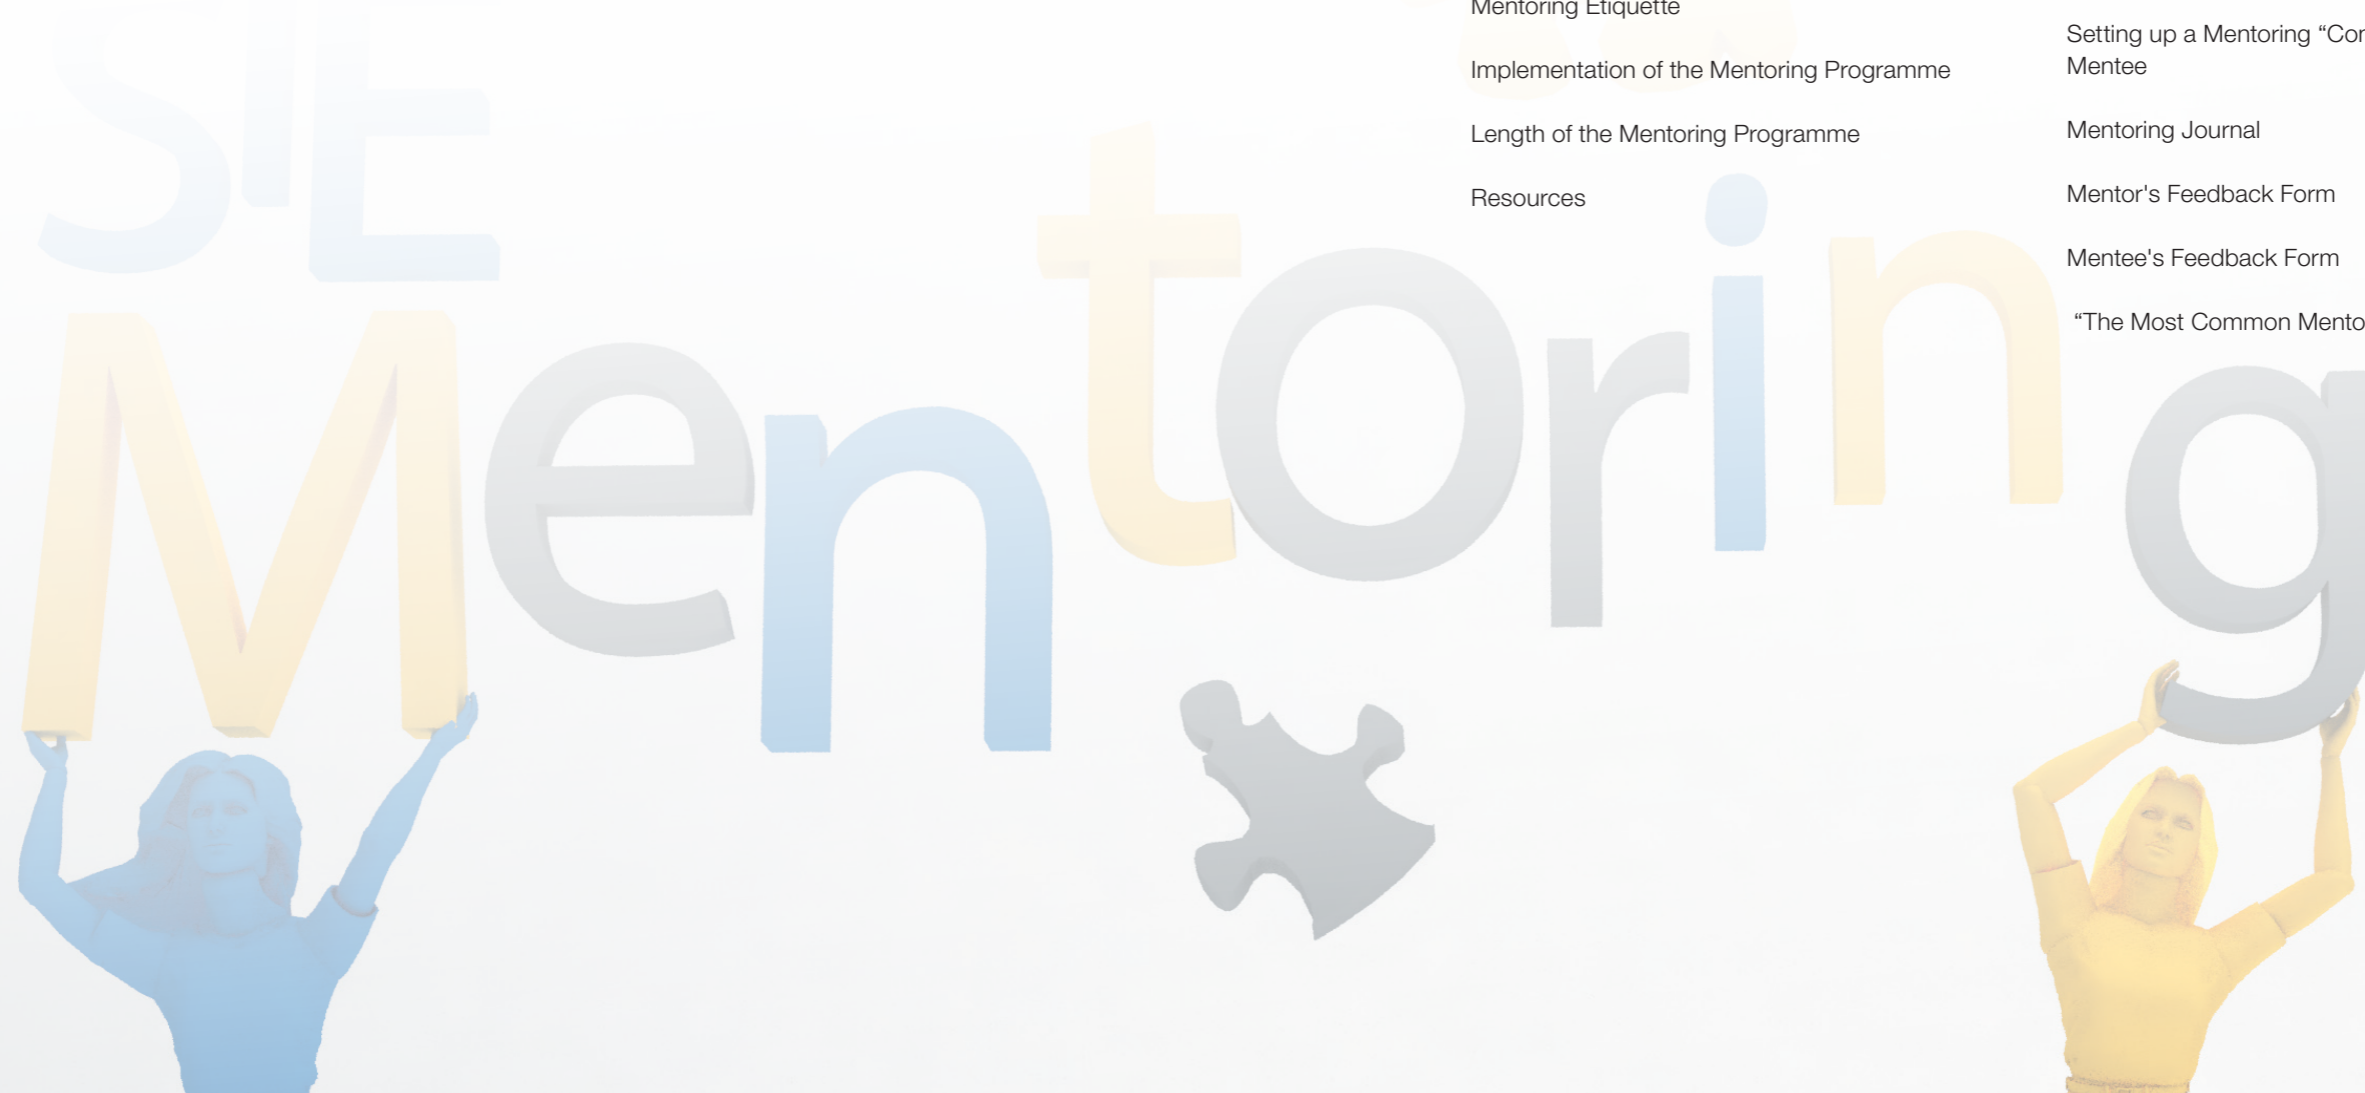 SIE
Mentoring
Mentoring Etiquette
Implementation of the Mentoring Programme
Length of the Mentoring Programme
Resources
Setting up a Mentoring
Mentee
Mentoring Journal
Mentor's Feedback Form
Mentee's Feedback Form
“The Most Common